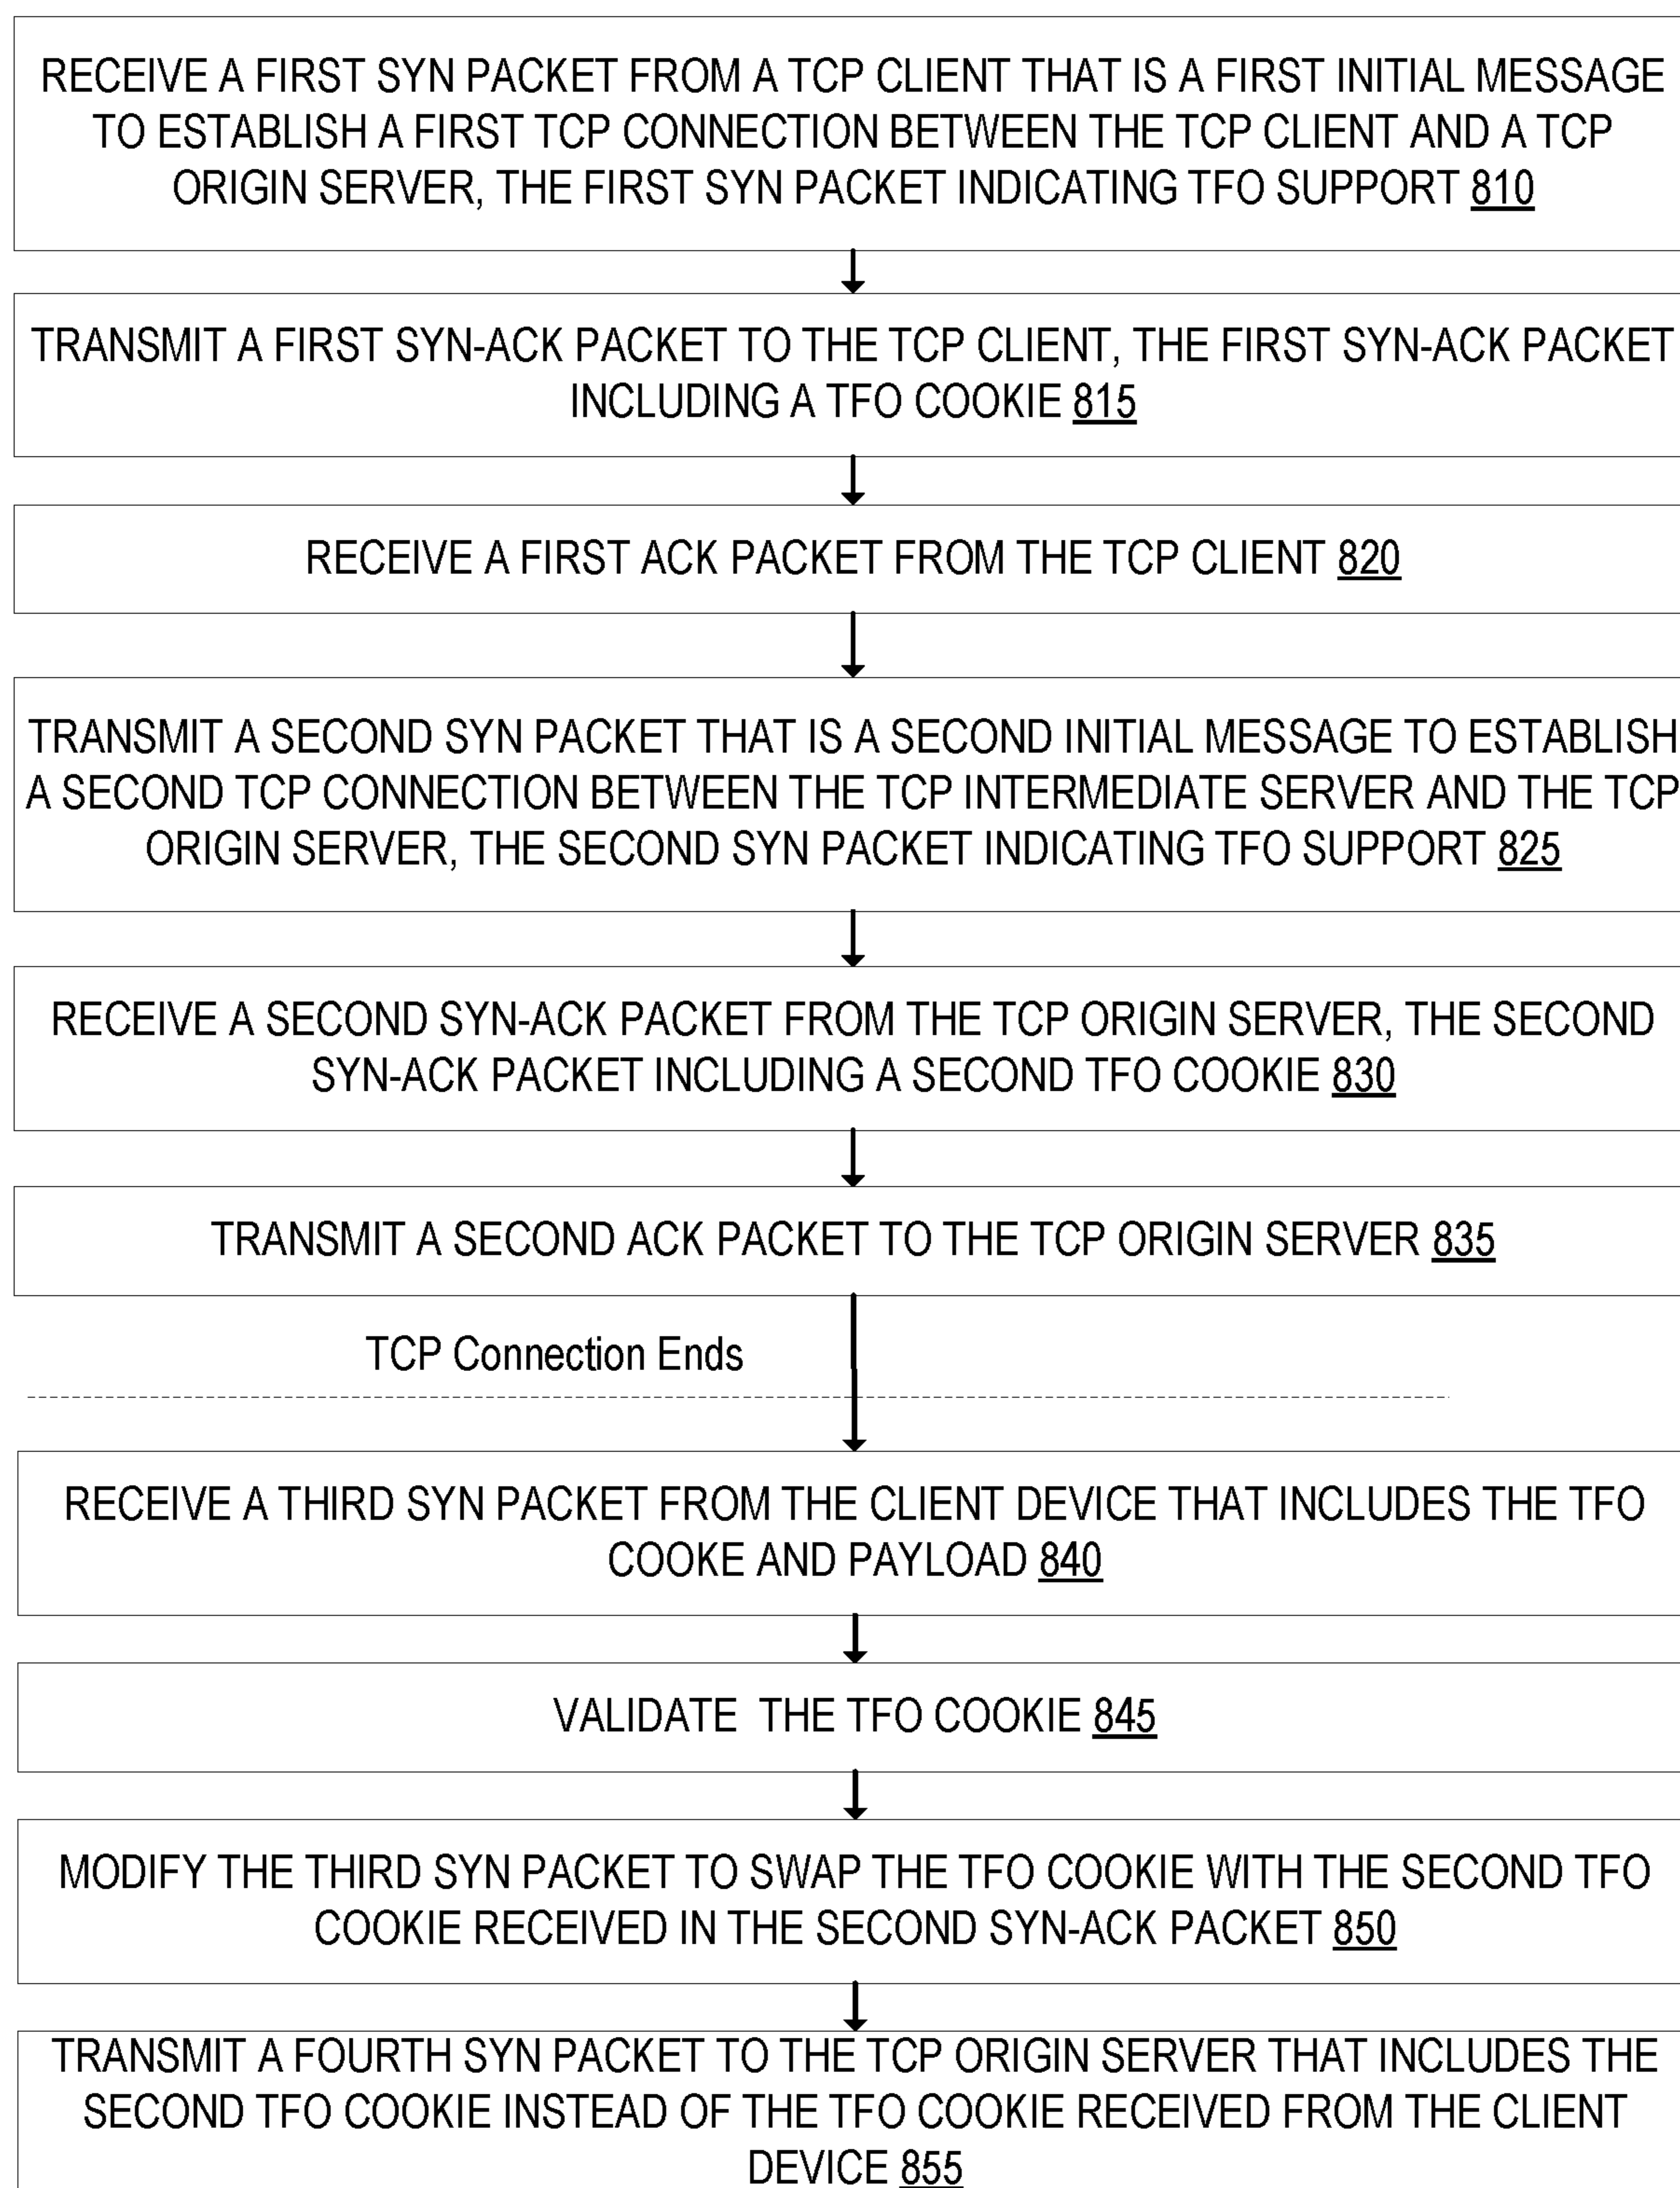 RECEIVE A FIRST SYN PACKET FROM A TCP CLIENT THAT IS A FIRST INITIAL MESSAGE
TO ESTABLISH A FIRST TCP CONNECTION BETWEEN THE TCP CLIENT AND A TCP
ORIGIN SERVER, THE FIRST SYN PACKET INDICATING TFO SUPPORT 810
TRANSMIT A FIRST SYN-ACK PACKET TO THE TCP CLIENT, THE FIRST SYN-ACK PACKET
INCLUDING A TFO COOKIE 815
RECEIVE A FIRST ACK PACKET FROM THE TCP CLIENT 820
TRANSMIT A SECOND SYN PACKET THAT IS A SECOND INITIAL MESSAGE TO ESTABLISH
A SECOND TCP CONNECTION BETWEEN THE TCP INTERMEDIATE SERVER AND THE TCP
ORIGIN SERVER, THE SECOND SYN PACKET INDICATING TFO SUPPORT 825
RECEIVE A SECOND SYN-ACK PACKET FROM THE TCP ORIGIN SERVER, THE SECOND
SYN-ACK PACKET INCLUDING A SECOND TFO COOKIE 830
TRANSMIT A SECOND ACK PACKET TO THE TCP ORIGIN SERVER 835
TCP Connection Ends
RECEIVE A THIRD SYN PACKET FROM THE CLIENT DEVICE THAT INCLUDES THE TFO
COOKE AND PAYLOAD 840
VALIDATE THE TFO COOKIE 845
MODIFY THE THIRD SYN PACKET TO SWAP THE TFO COOKIE WITH THE SECOND TFO
COOKIE RECEIVED IN THE SECOND SYN-ACK PACKET 850
TRANSMIT A FOURTH SYN PACKET TO THE TCP ORIGIN SERVER THAT INCLUDES THE
SECOND TFO COOKIE INSTEAD OF THE TFO COOKIE RECEIVED FROM THE CLIENT
DEVICE 855